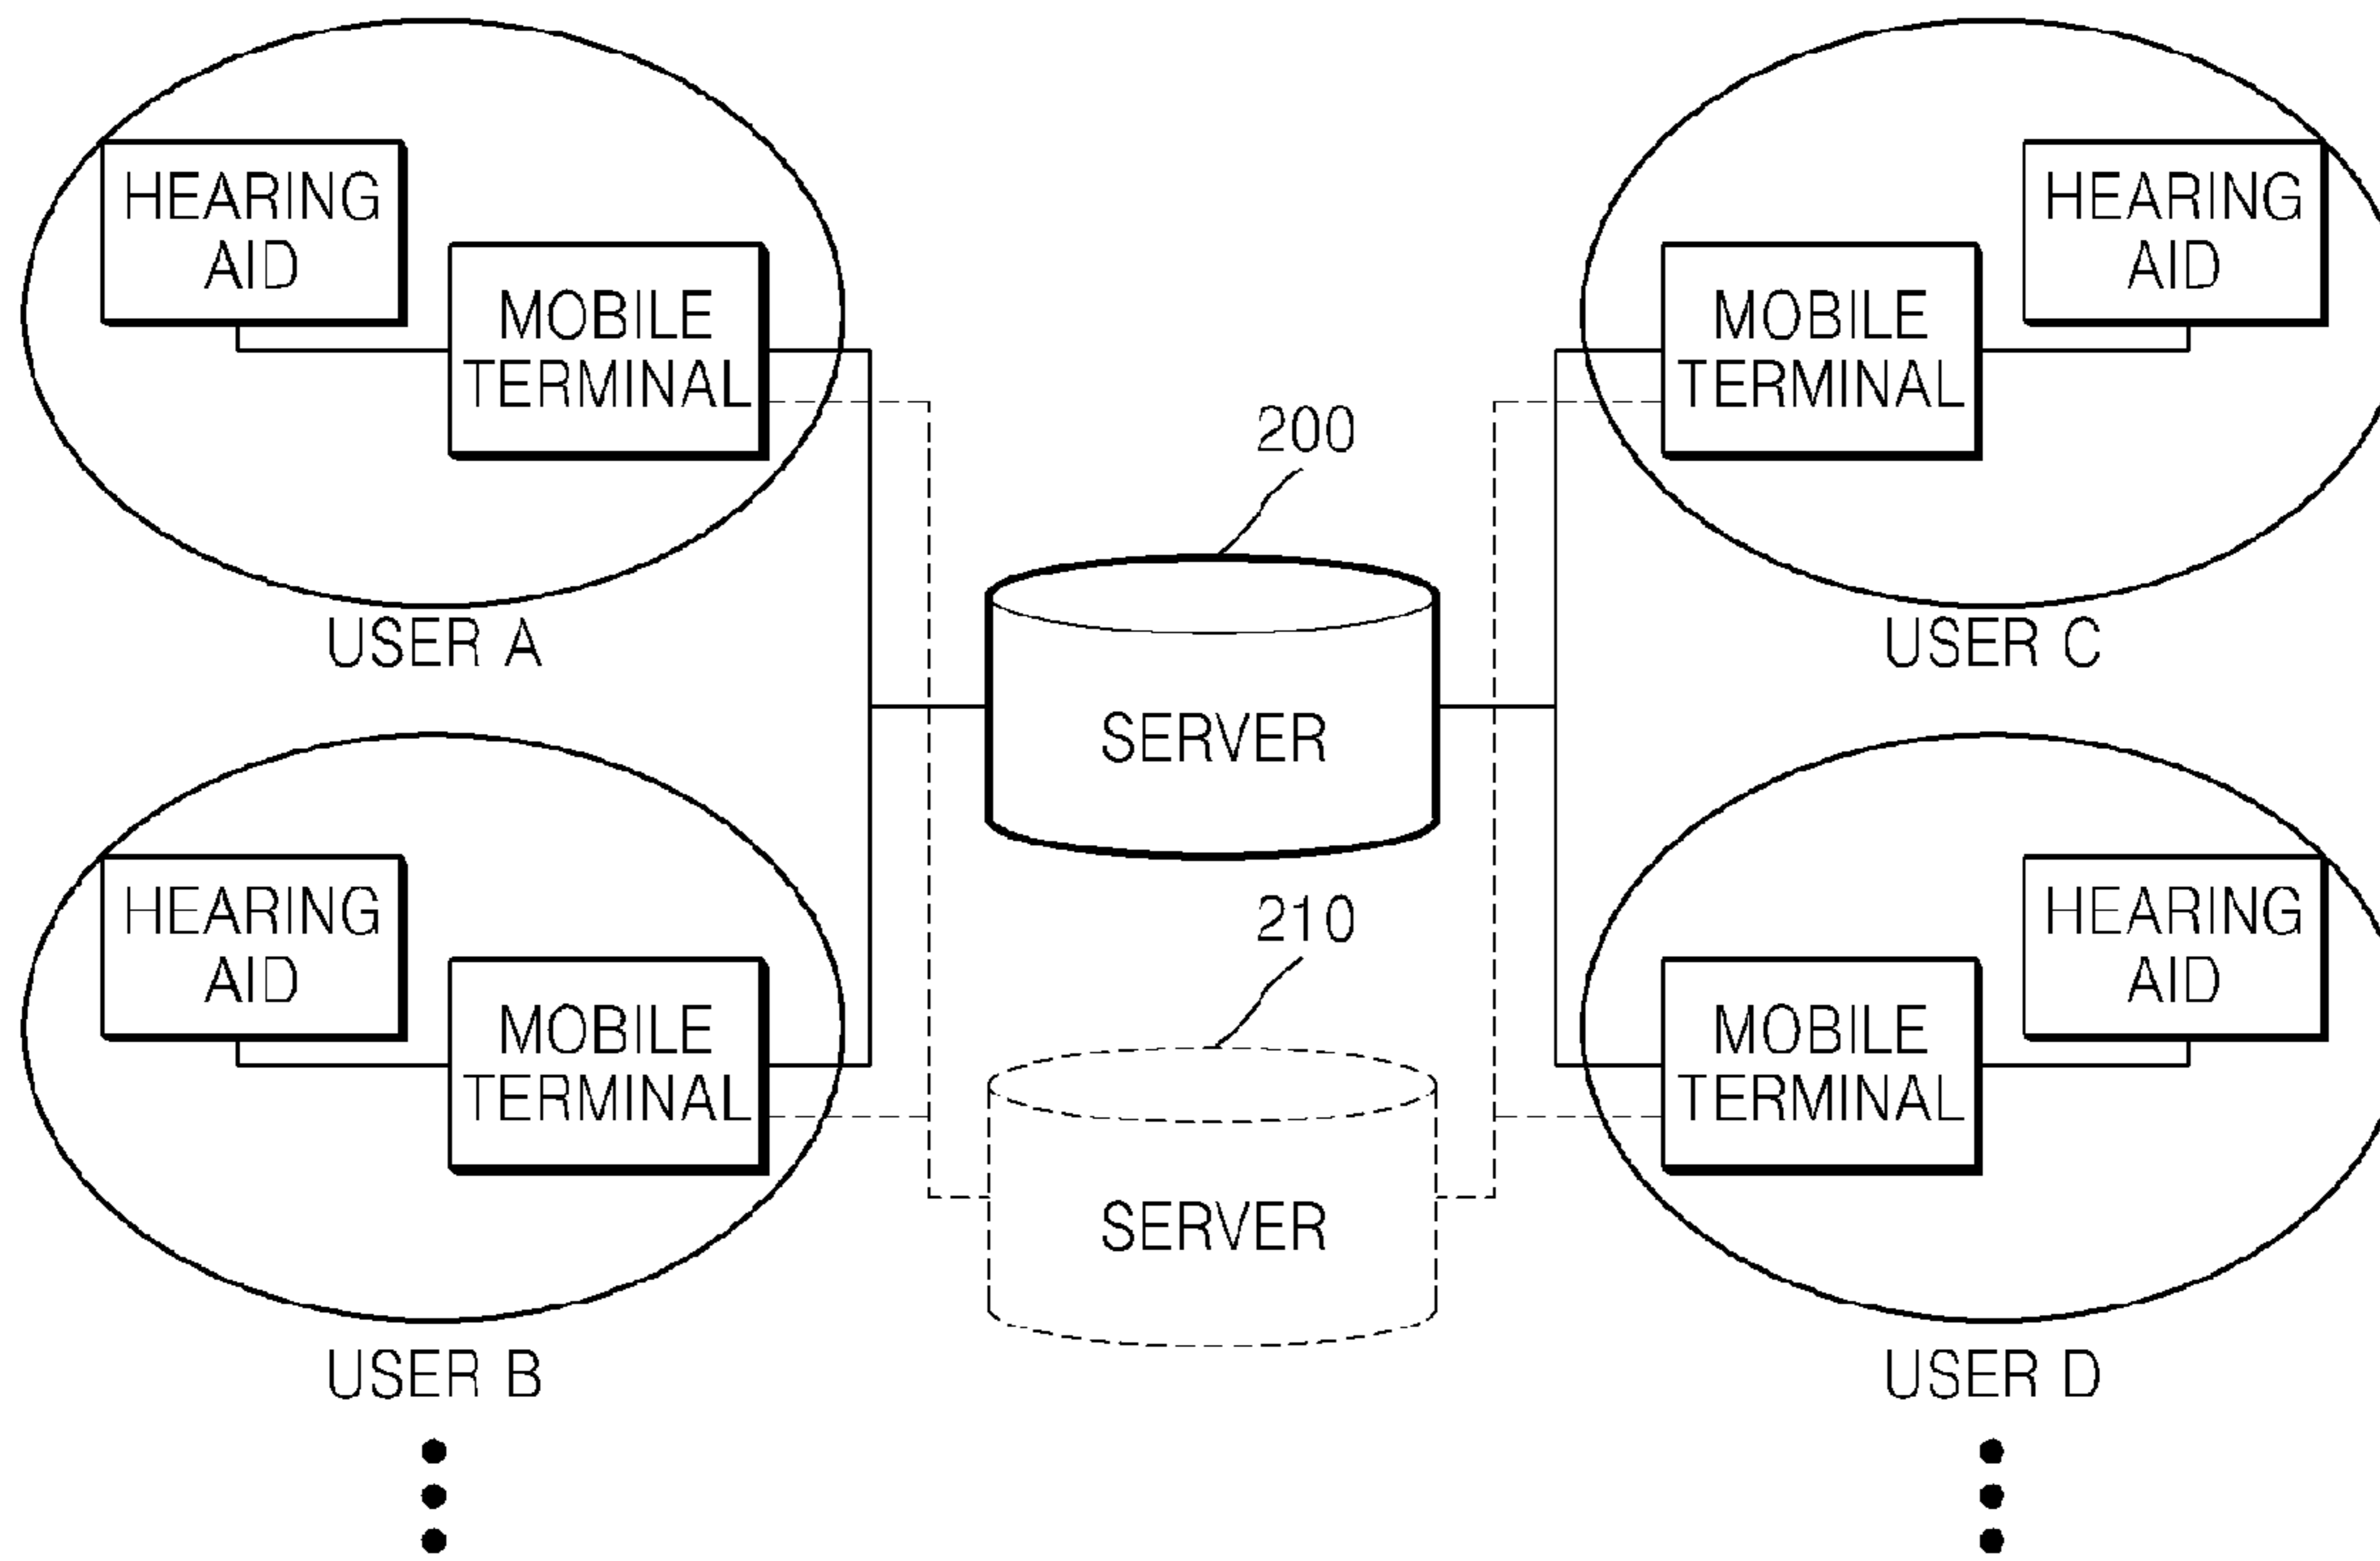 HEARING
AID
MOBILE
TERMINAL
USER A
HEARING
AID
MOBILE
TERMINAL
USER B
200
SERVER
210
SERVER
HEARING
AID
MOBILE
TERMINAL
USER C
HEARING
AID
MOBILE
TERMINAL
USER D